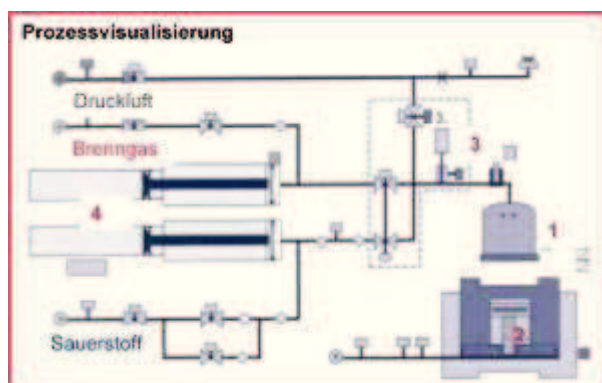 Prozessvisualisierung
Druckluft
Brenngas
3
4
1
2
Sauerstoff